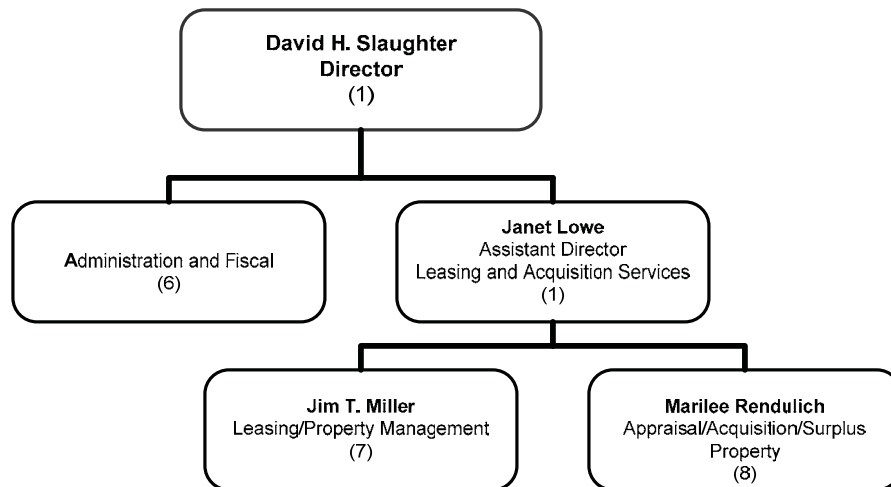 David H. Slaughter
Director
(1)
Administration and Fiscal
(6)
Janet Lowe
Assistant Director
Leasing and Acquisition Services
(1)
Jim T. Miller
Leasing/Property Management
(7)
Marilee Rendulich
Appraisal/Acquisition/Surplus
Property
(8)